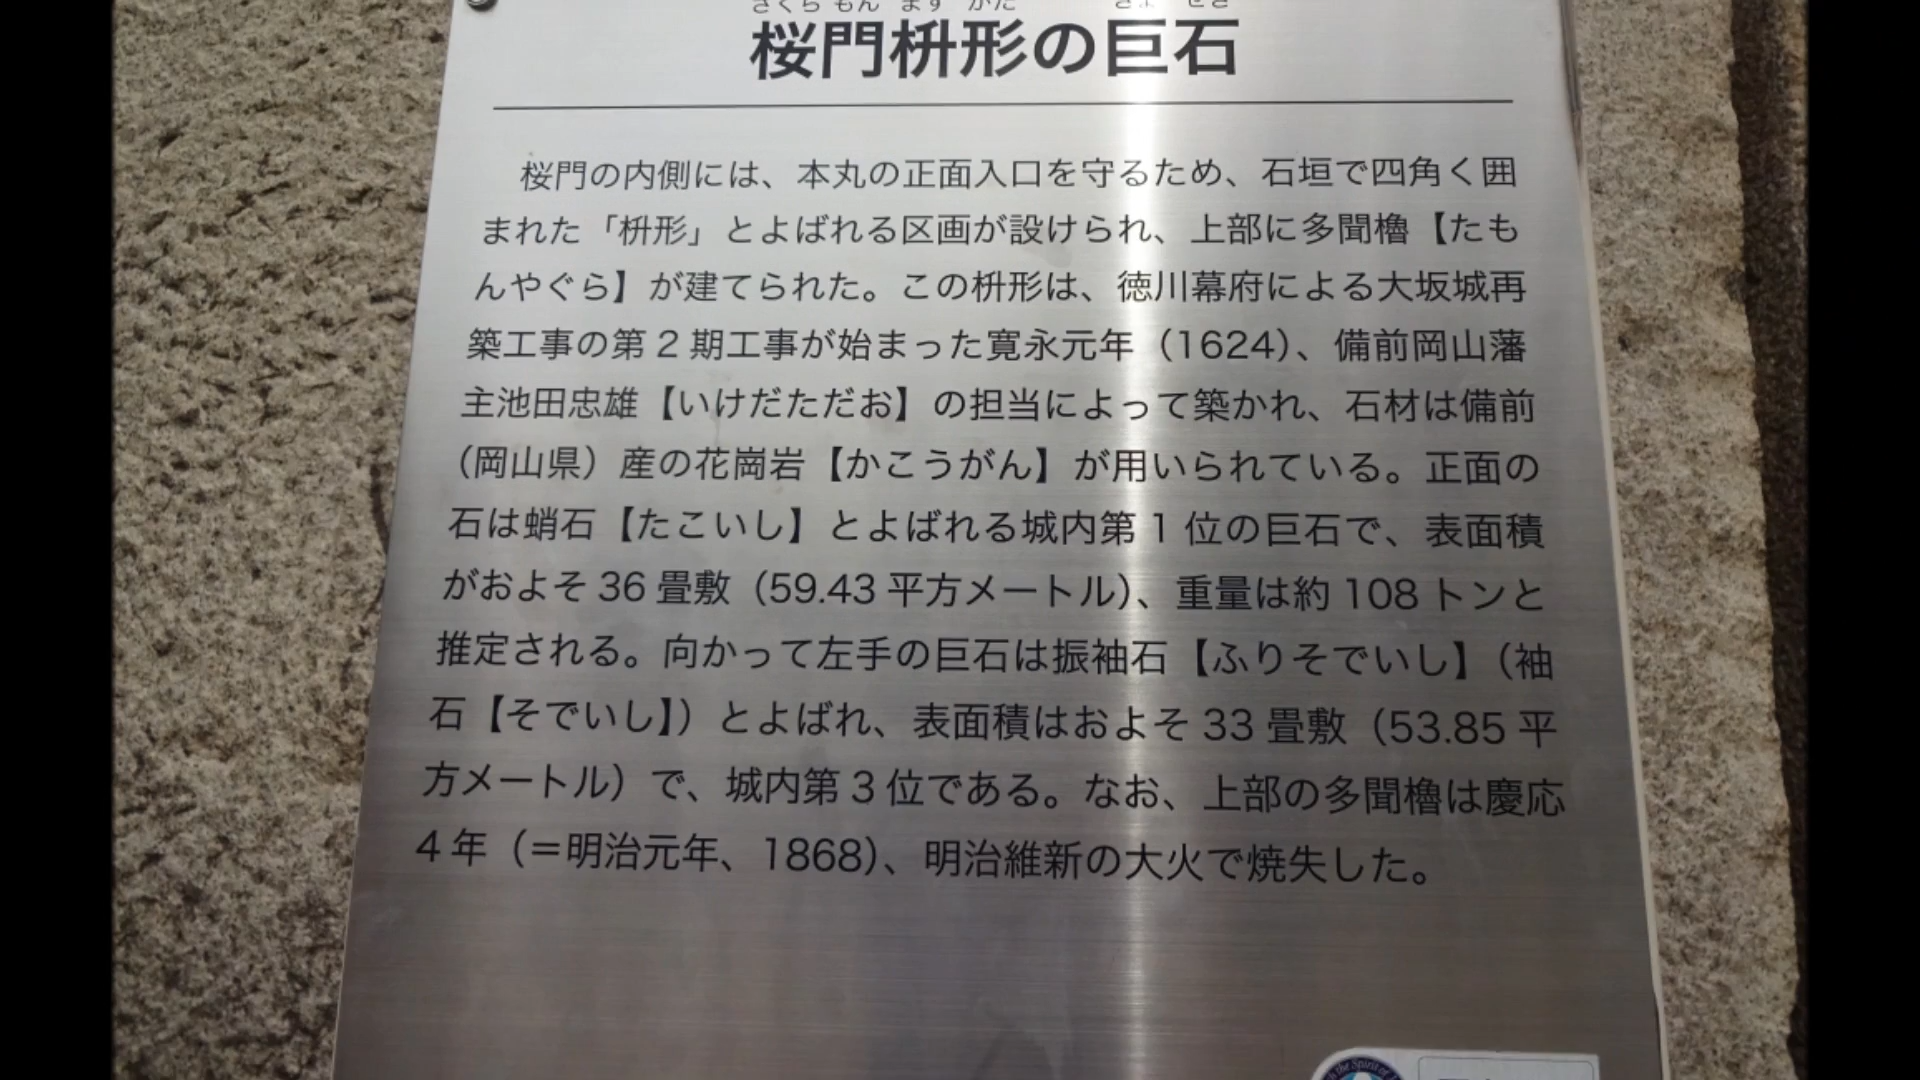 さくらもんますがた きょせき
桜門枡形の巨石
桜門の内側には、本丸の正面入口を守るため、石垣で四角く囲
まれた「枡形」とよばれる区画が設けられ、上部に多聞櫓【たも
んやぐら】が建てられた。この枡形は、徳川幕府による大坂城再
築工事の第2期工事が始まった寛永元年（1624）、備前岡山藩
主池田忠雄【いけだただお】の担当によって築かれ、石材は備前
（岡山県）産の花崗岩【かこうがん】が用いられている。正面の
石は蛸石【たこいし】とよばれる城内第1位の巨石で、表面積
がおよそ36畳敷（59.43平方メートル）、重量は約108トンと
推定される。向かって左手の巨石は振袖石【ふりそでいし】（袖
石【そでいし】）とよばれ、表面積はおよそ33畳敷（53.85平
方メートル）で、城内第3位である。なお、上部の多聞櫓は慶応
4年（＝明治元年、1868）、明治維新の大火で焼失した。
the Spirit of